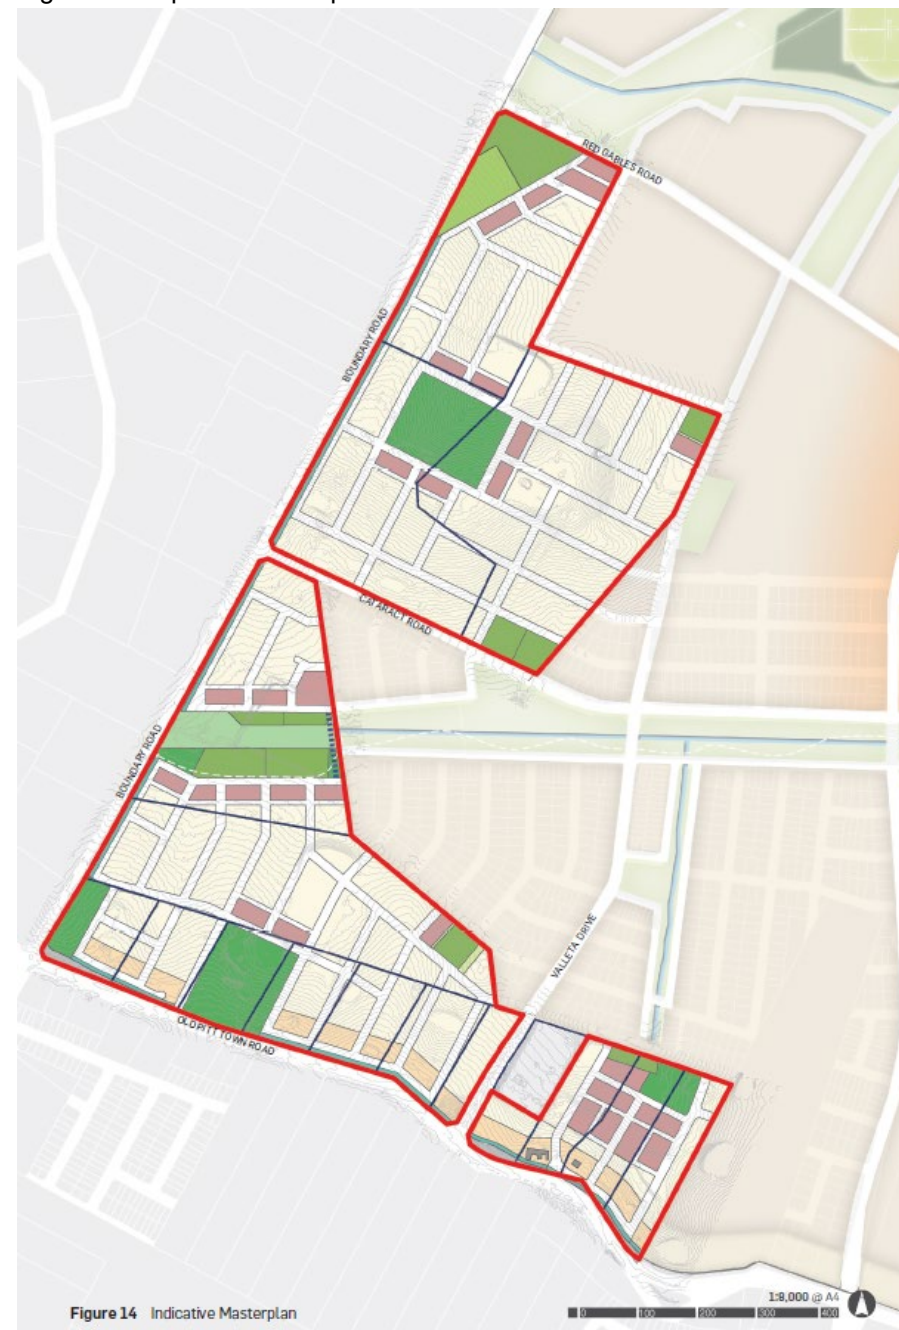 RED GABLES ROAD
BOUNDARY ROAD
CATARACT ROAD
BOUNDARY ROAD
VALLETA DRIVE
OLD PITT TOWN ROAD
1:8,000 @ A4
Figure 14 Indicative Masterplan
0 100 200 300 400